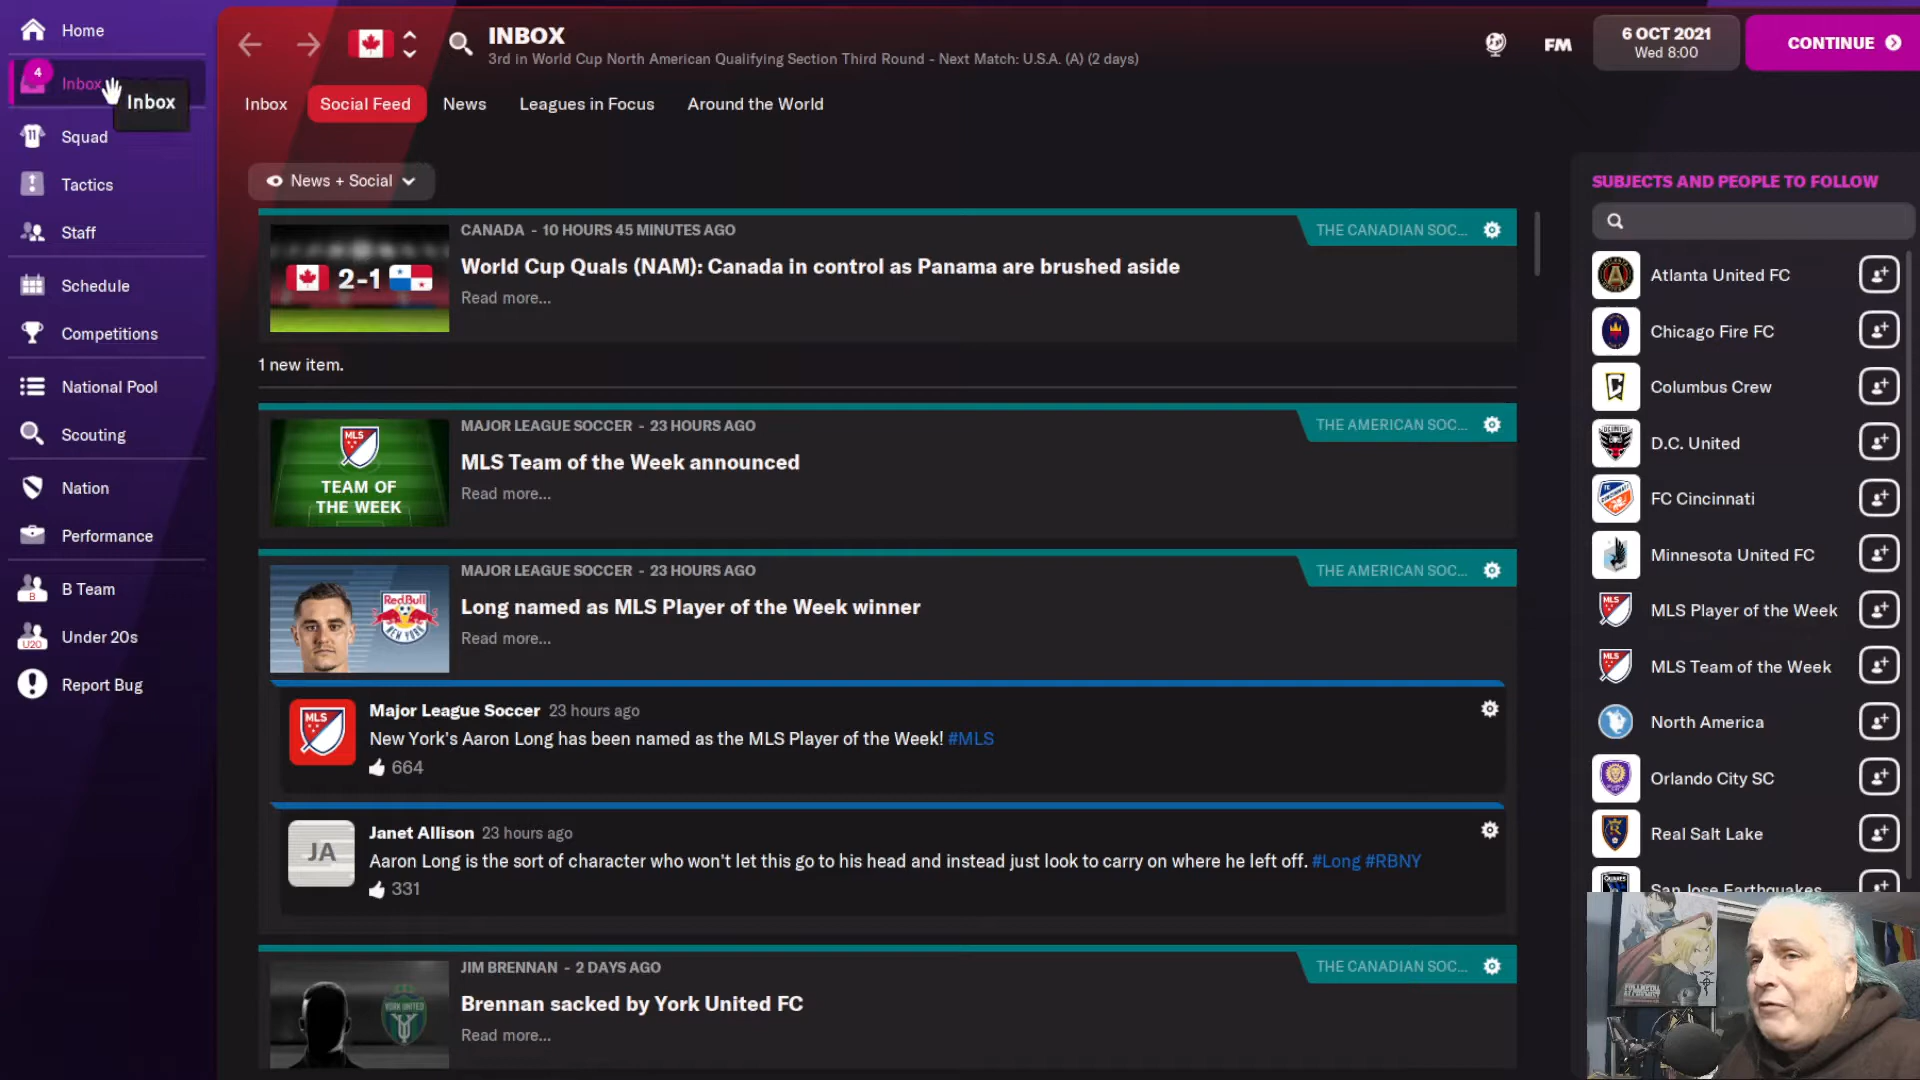 Home
INBOX
3rd in World Cup North American Qualifying Section Third Round - Next Match: U.S.A. (A) (2 days)
FM
6 OCT 2021
Wed 8:00
CONTINUE
4
Inbox
Inbox
Squad
Tactics
Staff
Schedule
Competitions
National Pool
Scouting
Nation
Performance
B
B Team
U20
Under 20s
Report Bug
Inbox
Social Feed
News
Leagues in Focus
Around the World
News + Social
CANADA - 10 HOURS 45 MINUTES AGO
THE CANADIAN SOC...
2-1
World Cup Quals (NAM): Canada in control as Panama are brushed aside
Read more...
1 new item.
MAJOR LEAGUE SOCCER - 23 HOURS AGO
THE AMERICAN SOC...
MLS
TEAM OF
THE WEEK
MLS Team of the Week announced
Read more...
MAJOR LEAGUE SOCCER - 23 HOURS AGO
THE AMERICAN SOC...
Red Bull
NEW YORK
Long named as MLS Player of the Week winner
Read more...
MLS
Major League Soccer 23 hours ago
New York's Aaron Long has been named as the MLS Player of the Week! #MLS
664
JA
Janet Allison 23 hours ago
Aaron Long is the sort of character who won't let this go to his head and instead just look to carry on where he left off. #Long #RBNY
331
JIM BRENNAN - 2 DAYS AGO
THE CANADIAN SOC...
YORK UNITED
Brennan sacked by York United FC
Read more...
SUBJECTS AND PEOPLE TO FOLLOW
Atlanta United FC
Chicago Fire FC
Columbus Crew
D.C. United
FC Cincinnati
Minnesota United FC
MLS Player of the Week
MLS Team of the Week
North America
Orlando City SC
Real Salt Lake
San Jose Earthquakes
FULLMETAL
ALCHEMIST